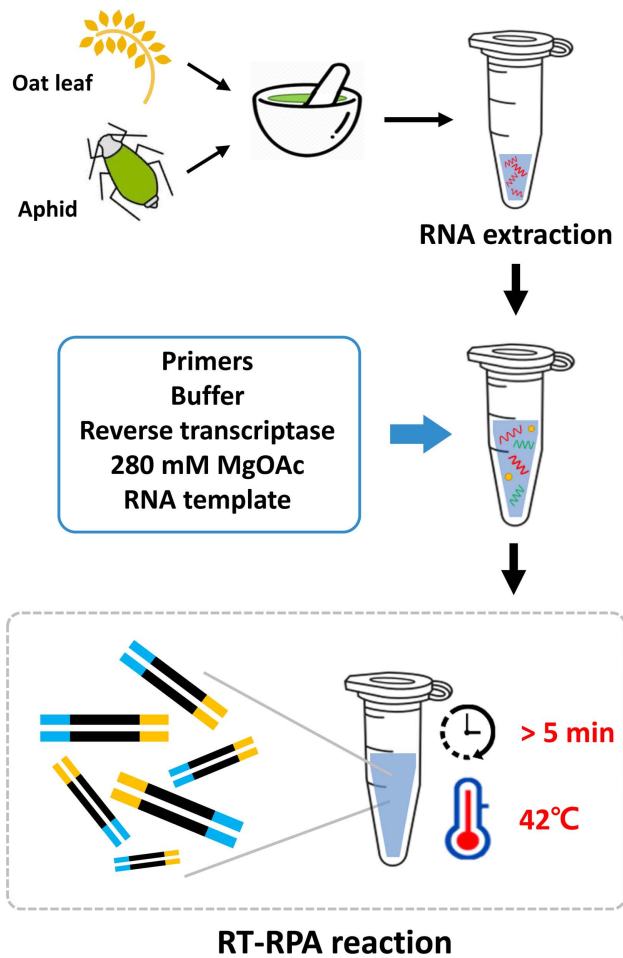 Oat leaf
Aphid
RNA extraction
Primers
Buffer
Reverse transcriptase
280 mM MgOAc
RNA template
> 5 min
42℃
RT-RPA reaction